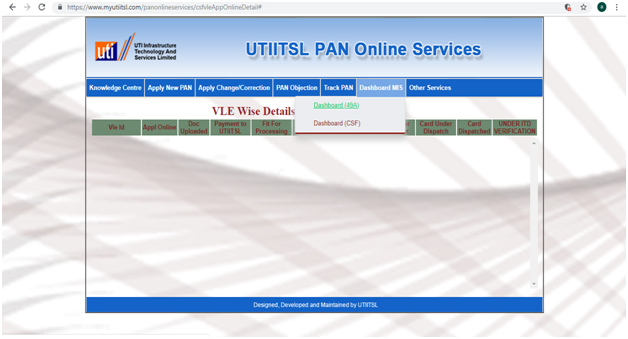 https://www.myutiitsl.com/panonlineservices/csfvleAppOnlineDetail#
uti
UTI Infrastructure
Technology And
Services Limited
UTIITSL PAN Online Services
Knowledge Centre Apply New PAN Apply Change/Correction PAN Objection Track PAN Dashboard MIS Other Services
VLE Wise Details
Dashboard (49A)
Dashboard (CSF)
Vle Id
Appl Online
Doc
Uploaded
Payment to
UTIITSL
Fit For
Processing
Card Under
Dispatch
Card
Dispatched
UNDER ITD
VERIFICATION
Designed, Developed and Maintained by UTIITSL